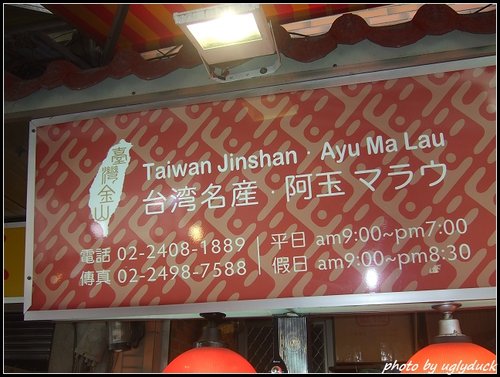 臺灣金山
Taiwan Jinshan · Ayu Ma Lau
台湾名産 · 阿玉 マラウ
電話 02-2408-1889
傳真 02-2498-7588
平日 am9:00~pm7:00
假日 am9:00~pm8:30
photo by uglyduck